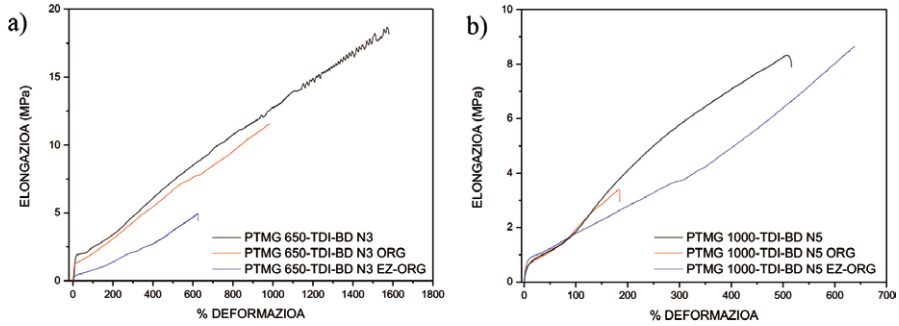 a)
ELONGAZIOA (MPa)
20
15
10
5
0
0 200 400 600 800 1000 1200 1400 1600 1800
% DEFORMAZIOA
PTMG 650-TDI-BD N3
PTMG 650-TDI-BD N3 ORG
PTMG 650-TDI-BD N3 EZ-ORG
b)
ELONGAZIOA (MPa)
10
8
6
4
2
0
0 100 200 300 400 500 600 700
% DEFORMAZIOA
PTMG 1000-TDI-BD N5
PTMG 1000-TDI-BD N5 ORG
PTMG 1000-TDI-BD N5 EZ-ORG